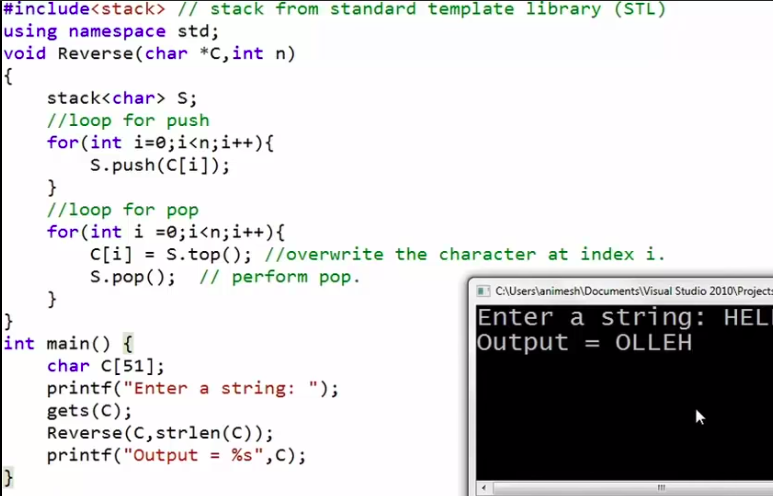 #include<stack> // stack from standard template library (STL)
using namespace std;
void Reverse(char *C,int n)
{
    stack<char> S;
    //loop for push
    for(int i=0;i<n;i++){
        S.push(C[i]);
    }
    //loop for pop
    for(int i =0;i<n;i++){
        C[i] = S.top(); //overwrite the character at index i.
        S.pop();  // perform pop.
    }
}
int main() {
    char C[51];
    printf("Enter a string: ");
    gets(C);
    Reverse(C,strlen(C));
    printf("Output = %s",C);
}
C:\Users\animesh\Documents\Visual Studio 2010\Projects
Enter a string: HEL
Output = OLLEH